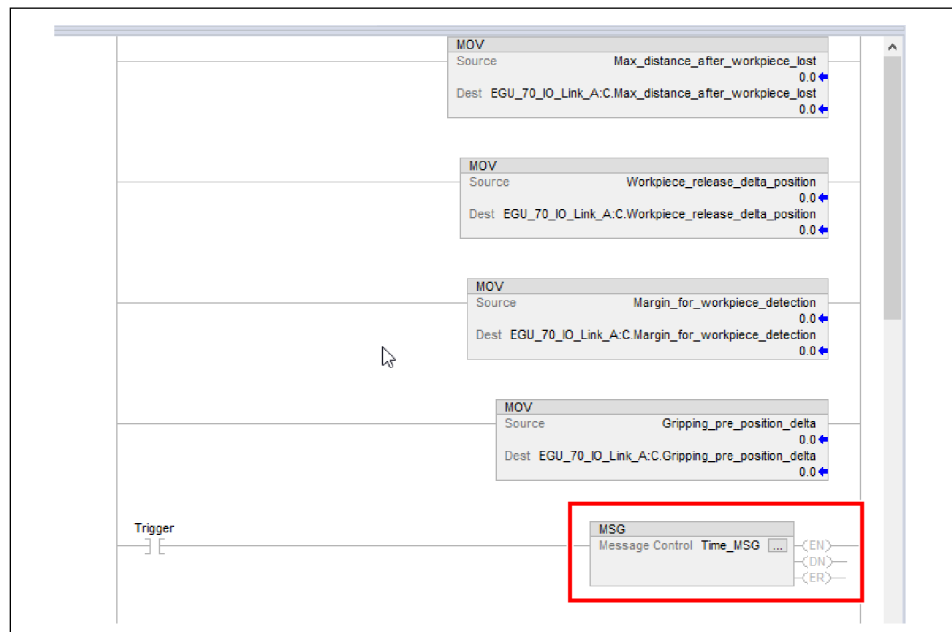 MOV
Source Max_distance_after_workpiece_lost
0.0
Dest EGU_70_IO_Link_A:C.Max_distance_after_workpiece_lost
0.0
MOV
Source Workpiece_release_delta_position
0.0
Dest EGU_70_IO_Link_A:C.Workpiece_release_delta_position
0.0
MOV
Source Margin_for_workpiece_detection
0.0
Dest EGU_70_IO_Link_A:C.Margin_for_workpiece_detection
0.0
MOV
Source Gripping_pre_position_delta
0.0
Dest EGU_70_IO_Link_A:C.Gripping_pre_position_delta
0.0
Trigger
MSG
Message Control Time_MSG ... (EN)
(DN)
(ER)